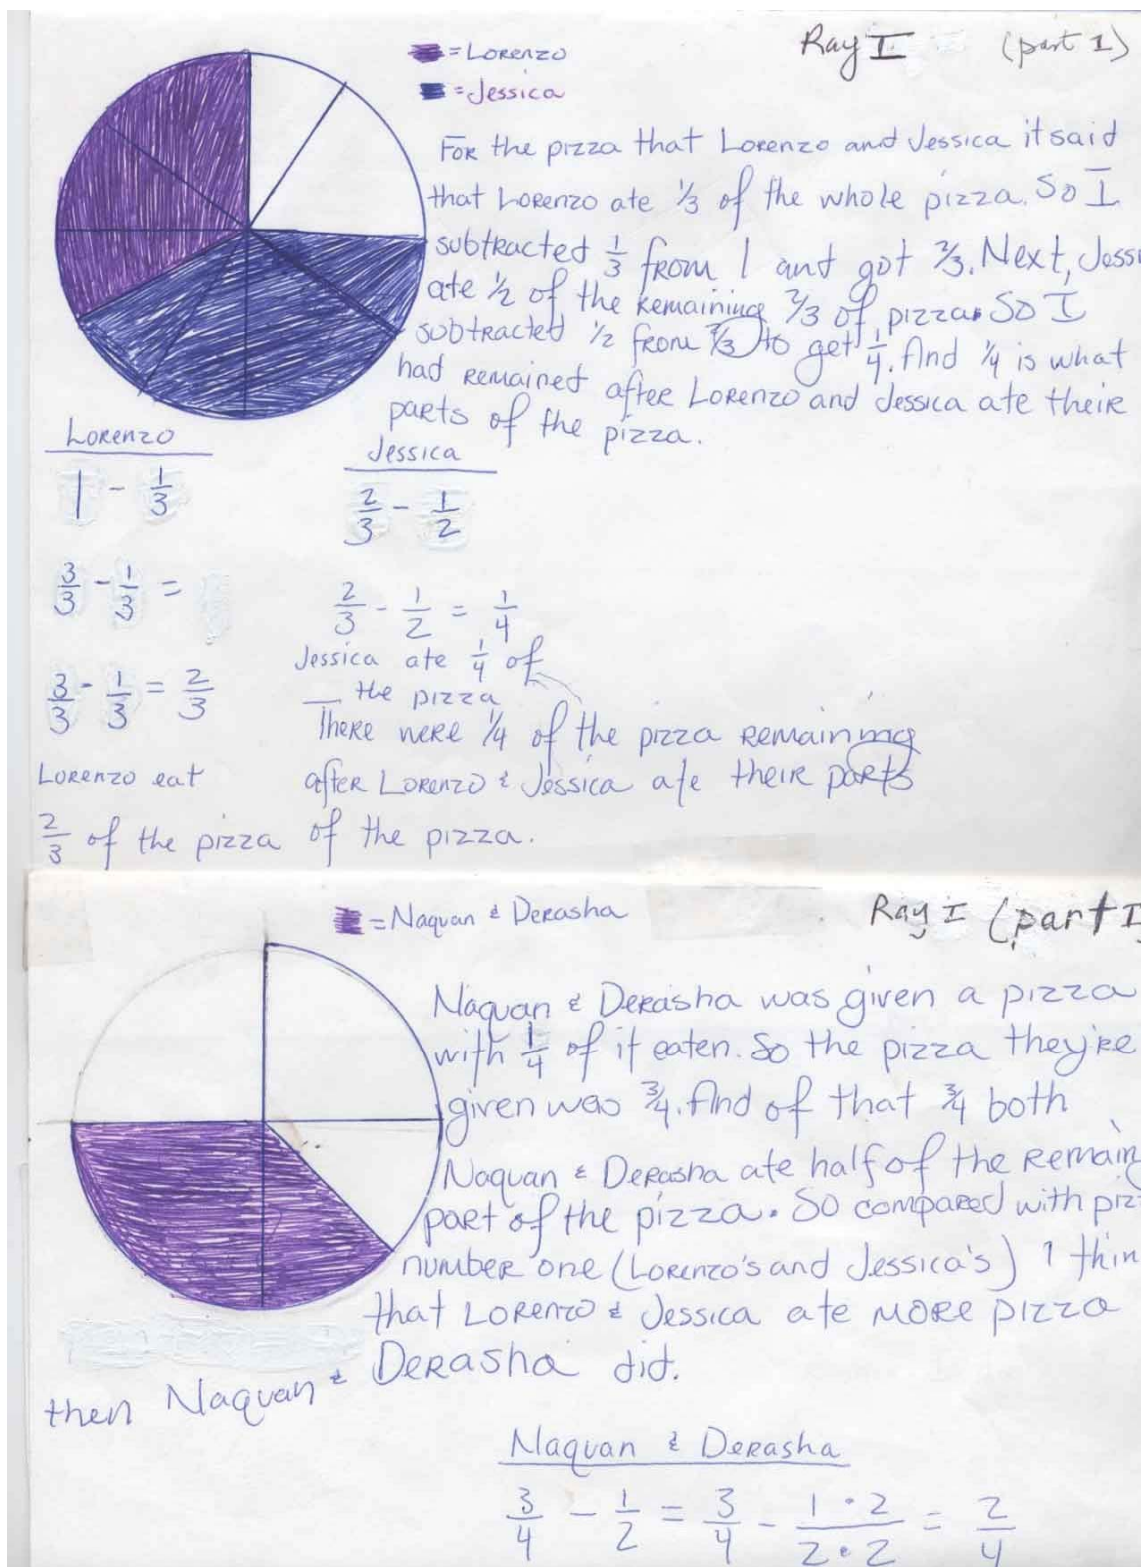 = Lorenzo
= Jessica
Ray I (part 1)
For the pizza that Lorenzo and Jessica it said
that Lorenzo ate 1/3 of the whole pizza. So I
subtracted 1/3 from 1 and got 2/3. Next, Jessi
ate 1/2 of the remaining 2/3 of pizza. So I
subtracted 1/2 from 2/3 to get 1/4. And 1/4 is what
had remained after Lorenzo and Jessica ate their
parts of the pizza.
Lorenzo
1 - 1/3
3/3 - 1/3 =
3/3 - 1/3 = 2/3
Lorenzo eat
2/3 of the pizza
Jessica
2/3 - 1/2
2/3 - 1/2 = 1/4
Jessica ate 1/4 of
the pizza
There were 1/4 of the pizza remaining
after Lorenzo & Jessica ate their parts
of the pizza.
= Naquan & Derasha
Ray I (part I
Naquan & Derasha was given a pizza
with 1/4 of it eaten. So the pizza they're
given was 3/4. And of that 3/4 both
Naquan & Derasha ate half of the remain
part of the pizza. So compared with piz
number one (Lorenzo's and Jessica's) I thin
that Lorenzo & Jessica ate more pizza
then Naquan & Derasha did.
Naquan & Derasha
3/4 - 1/2 = 3/4 - 1 · 2 / 2 · 2 = 2/4